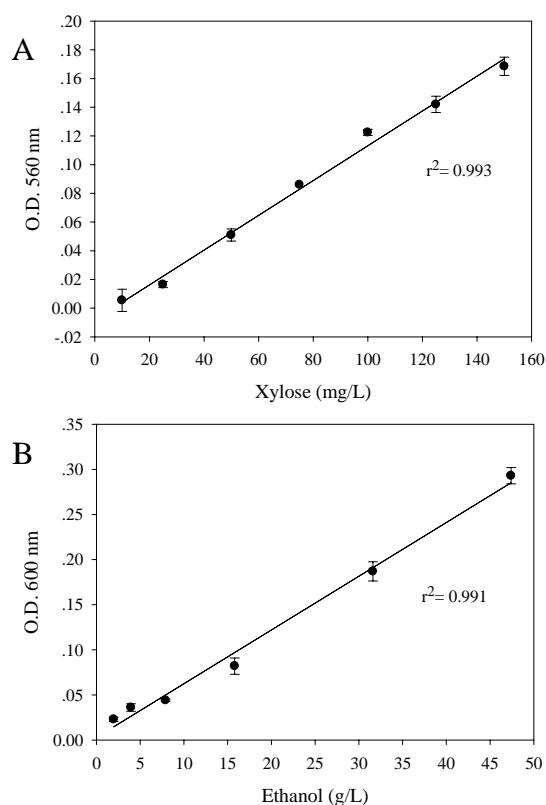 A
.20
.18
.16
.14
.12
.10
.08
.06
.04
.02
0.00
-.02
O.D. 560 nm
r2= 0.993
0 20 40 60 80 100 120 140 160
Xylose (mg/L)
B
.35
.30
.25
.20
.15
.10
.05
0.00
O.D. 600 nm
r2= 0.991
0 5 10 15 20 25 30 35 40 45 50
Ethanol (g/L)